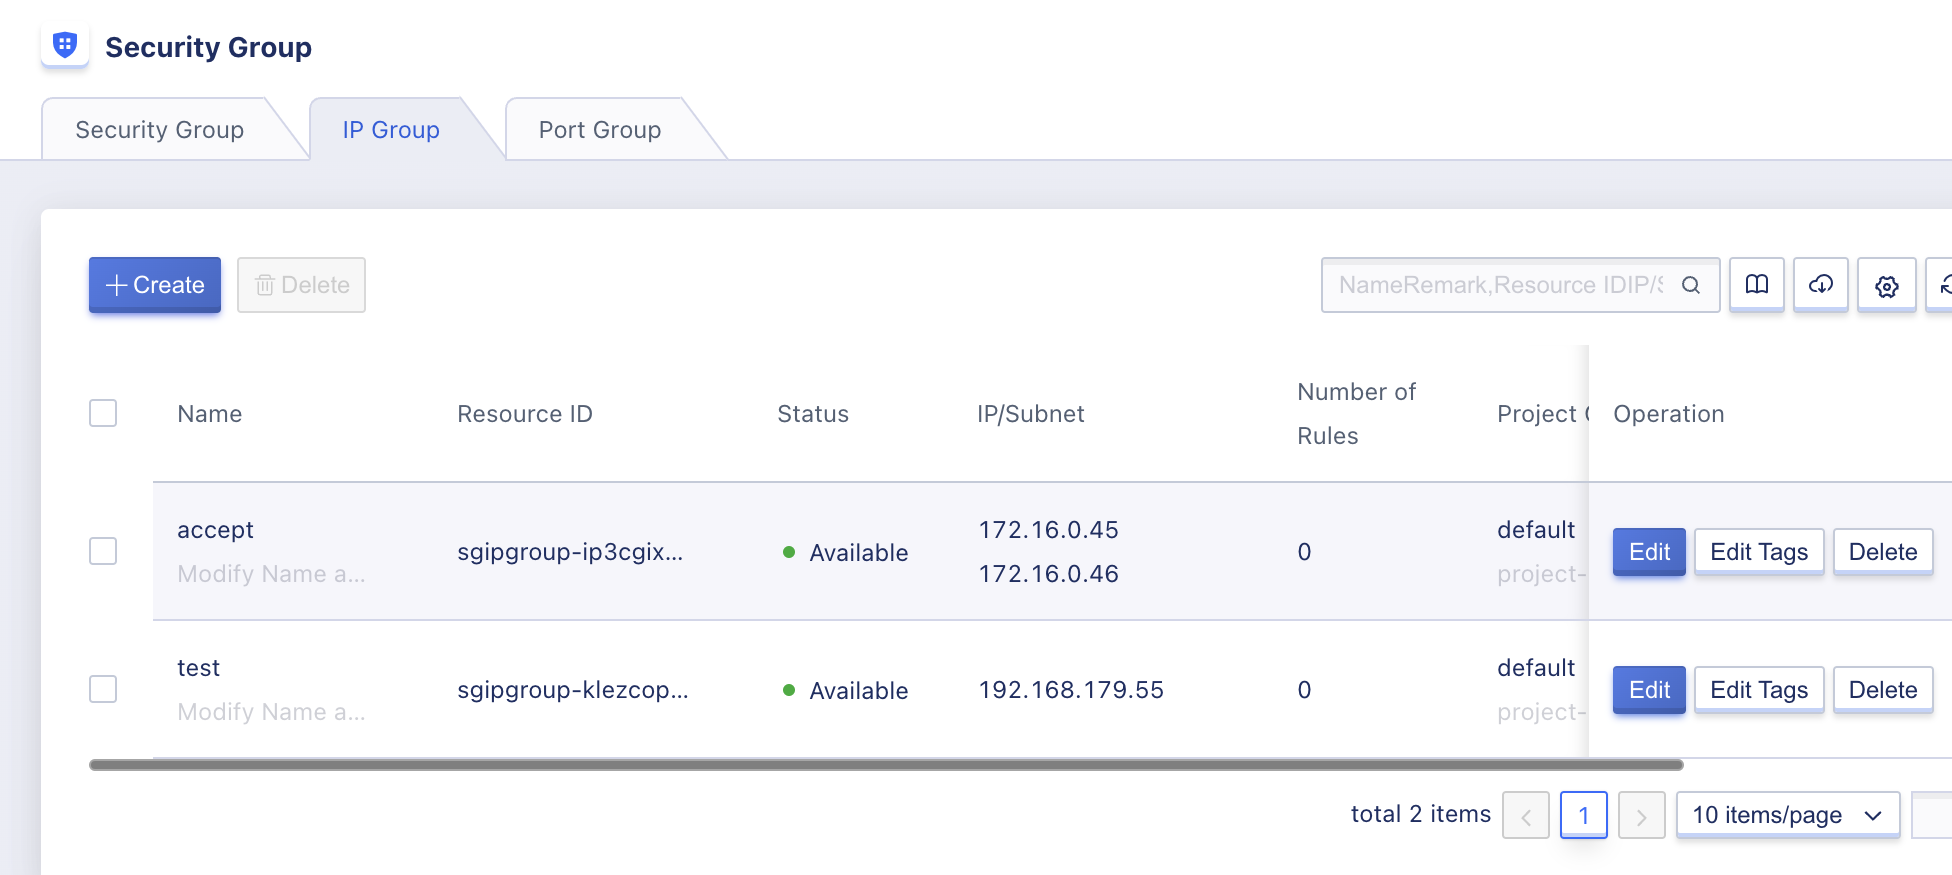 Security Group
Security Group
IP Group
Port Group
Create
Delete
NameRemark,Resource IDIP/S
Name
Resource ID
Status
IP/Subnet
Number of
Rules
Project
Operation
accept
Modify Name a...
sgipgroup-ip3cgix...
Available
172.16.0.45
172.16.0.46
0
default
project-
Edit
Edit Tags
Delete
test
Modify Name a...
sgipgroup-klezcop...
Available
192.168.179.55
0
default
project-
Edit
Edit Tags
Delete
total 2 items
1
10 items/page